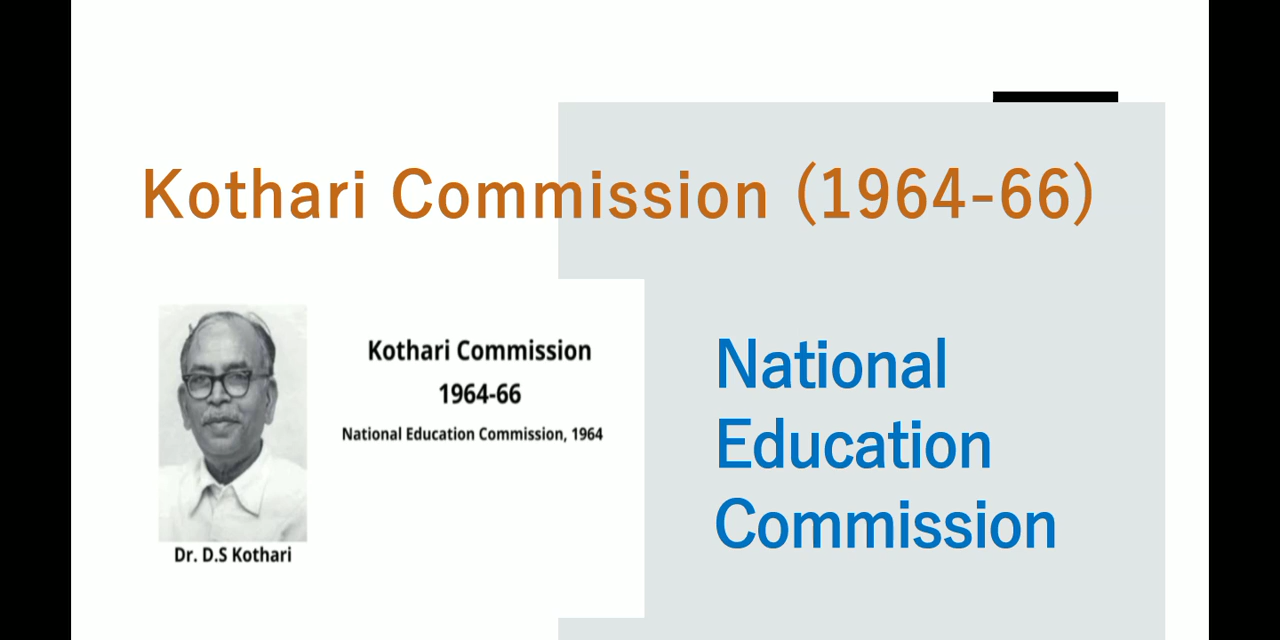 Kothari Commission (1964-66)
Kothari Commission
1964-66
National Education Commission, 1964
Dr. D.S Kothari
National
Education
Commission